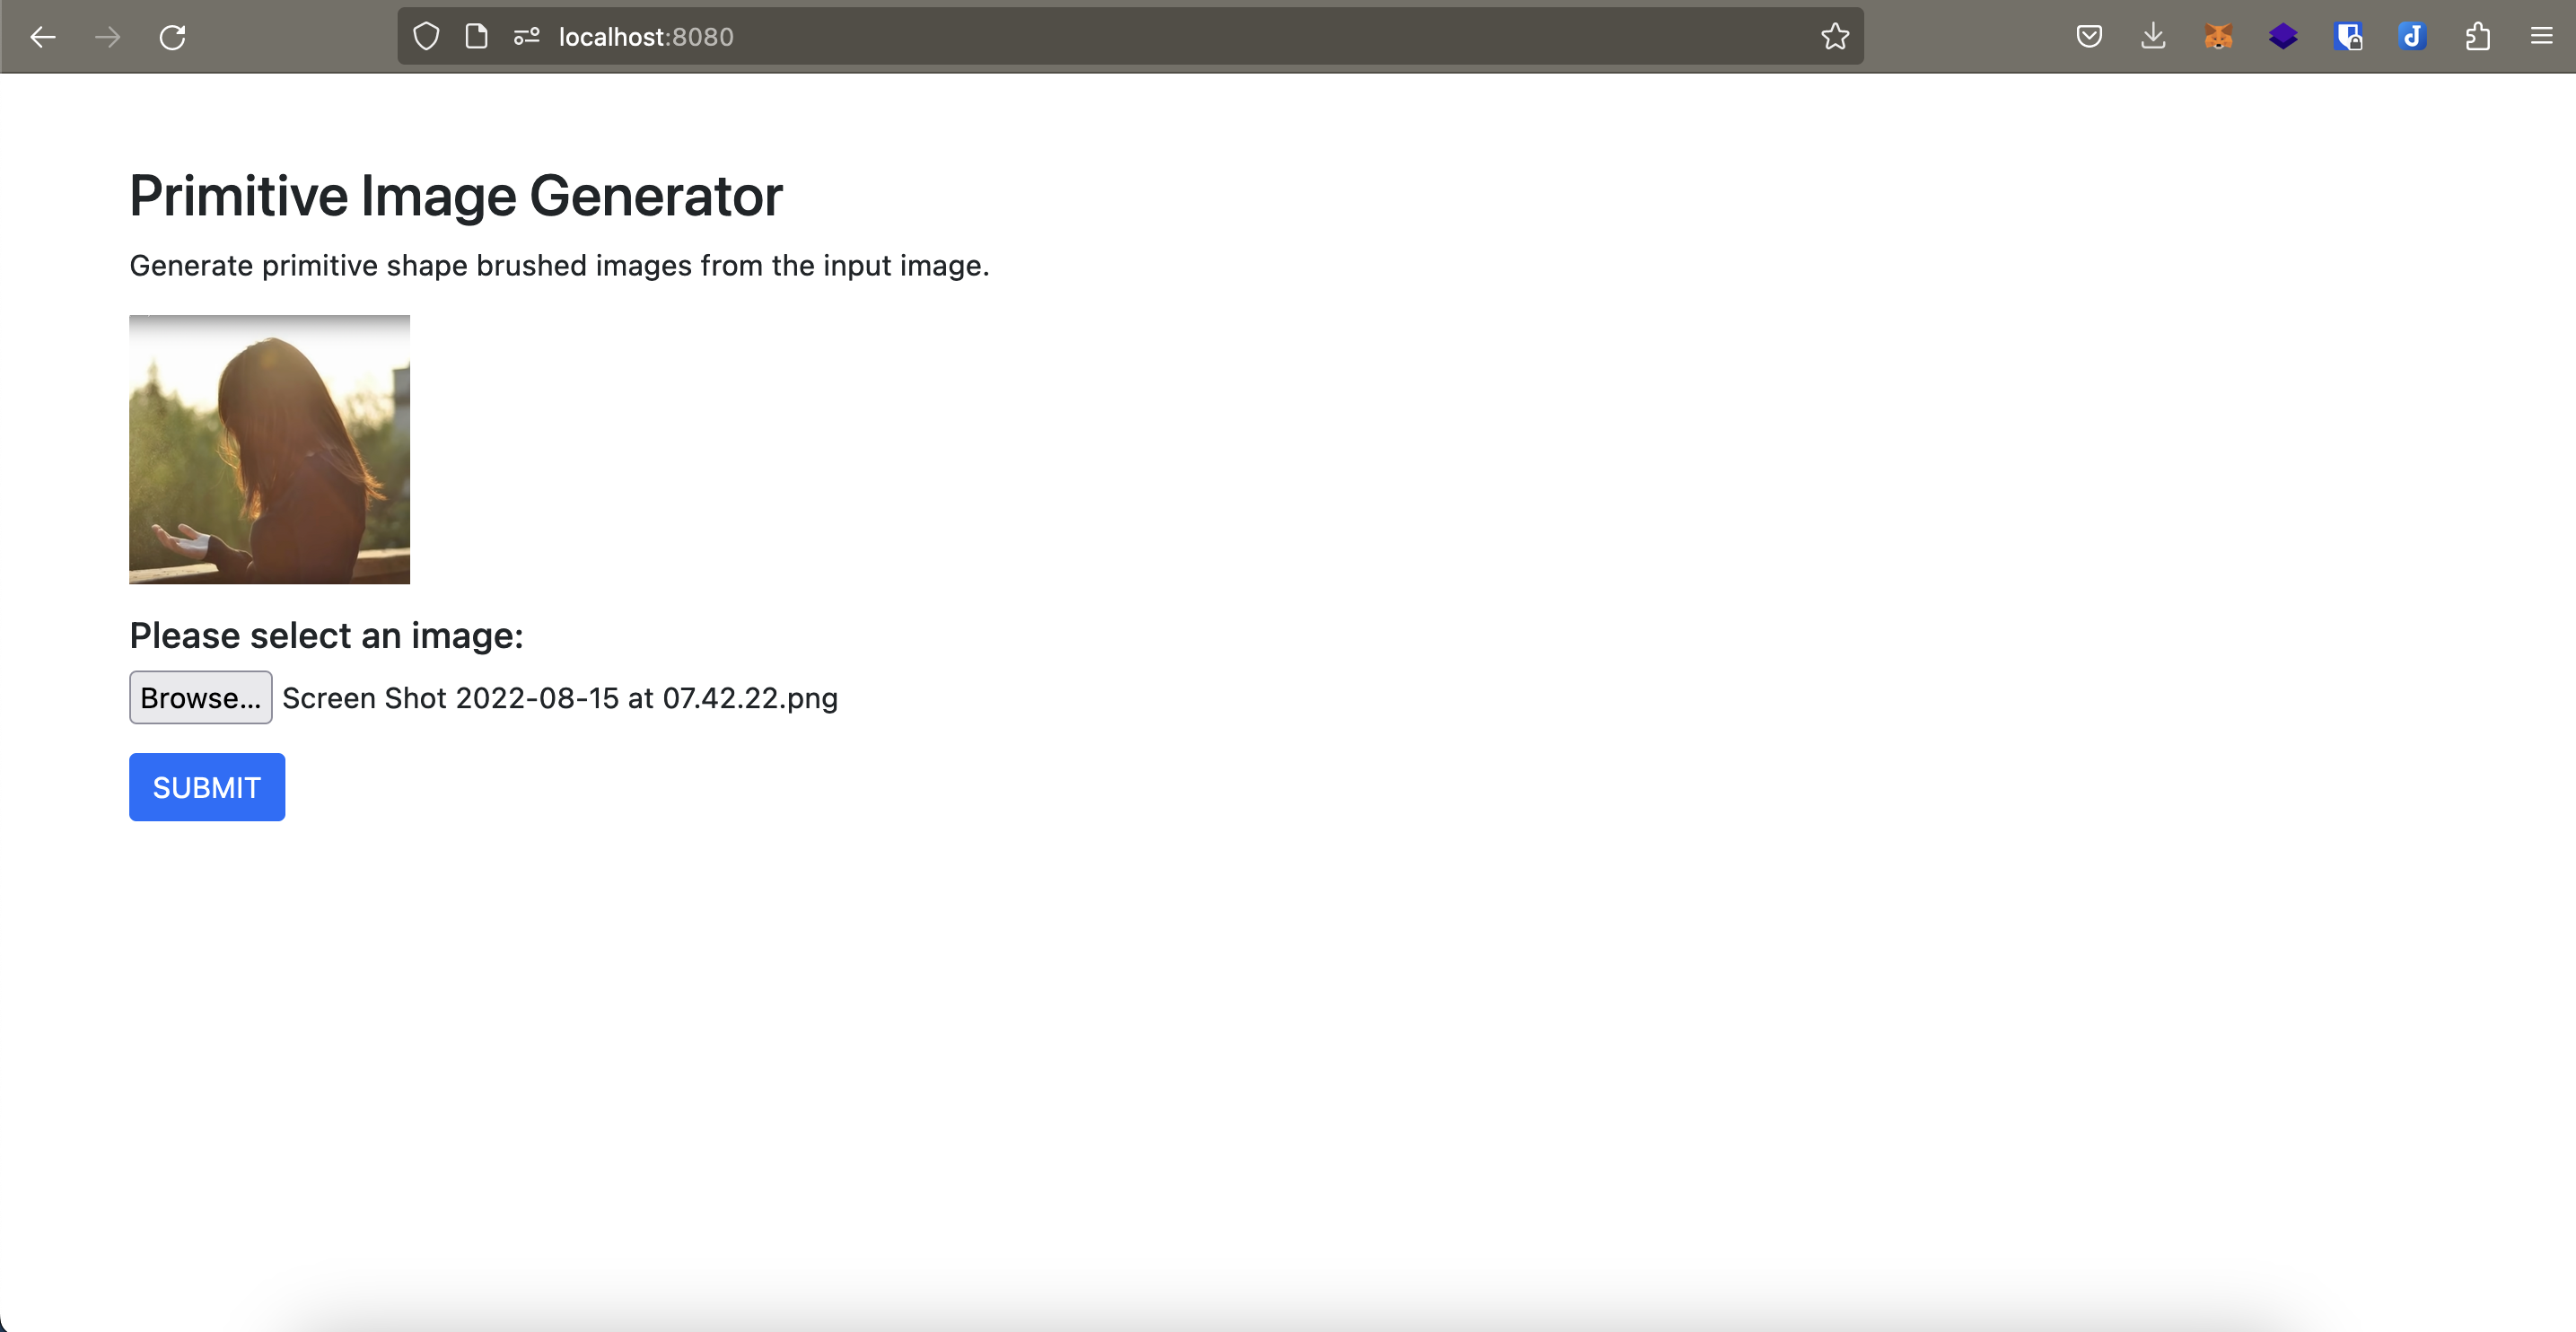 localhost:8080
Primitive Image Generator
Generate primitive shape brushed images from the input image.
Please select an image:
Browse... Screen Shot 2022-08-15 at 07.42.22.png
SUBMIT